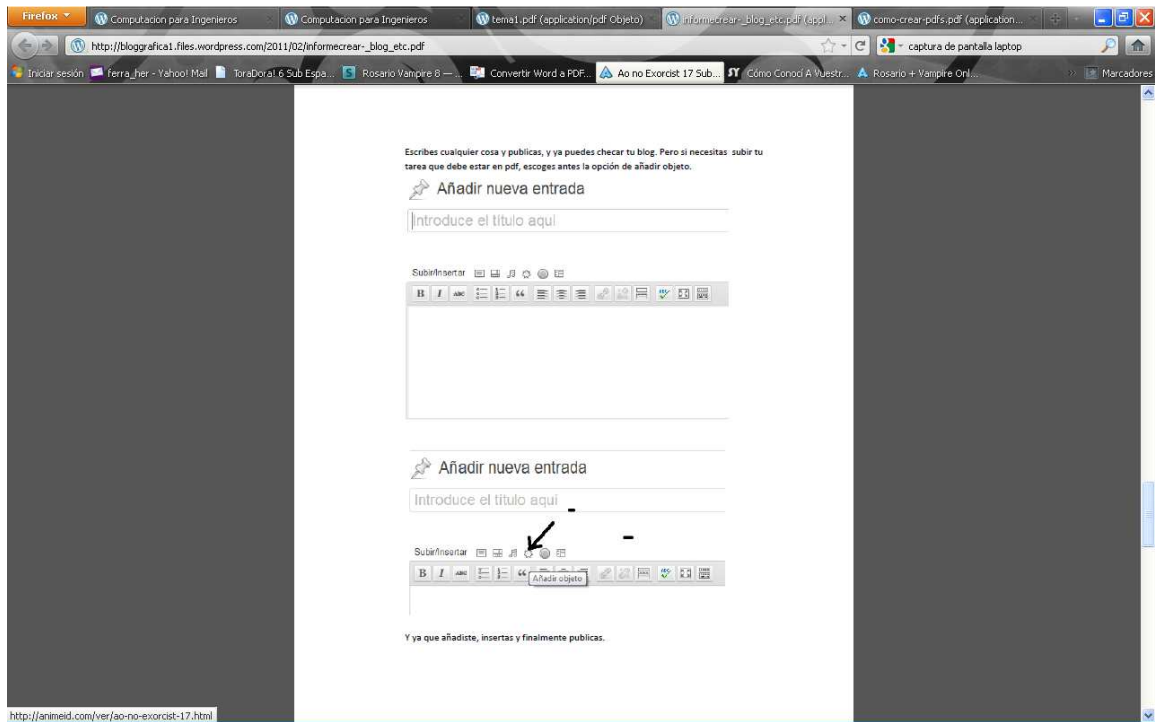 Firefox
Computacion para Ingenieros
Computacion para Ingenieros
tema1.pdf (application/pdf Objeto)
informecrear-_blog_etc.pdf (appl...
como-crear-pdfs.pdf (application...
http://bloggrafica1.files.wordpress.com/2011/02/informecrear-_blog_etc.pdf
captura de pantalla laptop
Iniciar sesión
ferra_her - Yahoo! Mail
ToraDora! 6 Sub Espa...
Rosario Vampire 8 — ...
Convertir Word a PDF...
Ao no Exorcist 17 Sub...
Cómo Conocí A Vuestr...
Rosario + Vampire Onl...
Marcadores
Escribes cualquier cosa y publicas, y ya puedes checar tu blog. Pero si necesitas subir tu
tarea que debe estar en pdf, escoges antes la opción de añadir objeto.
Añadir nueva entrada
Introduce el título aquí
Subir/Insertar
B I ABC
Añadir nueva entrada
Introduce el título aquí
Subir/Insertar
B I ABC
Añadir objeto
Y ya que añadiste, insertas y finalmente publicas.
http://animeid.com/ver/ao-no-exorcist-17.html